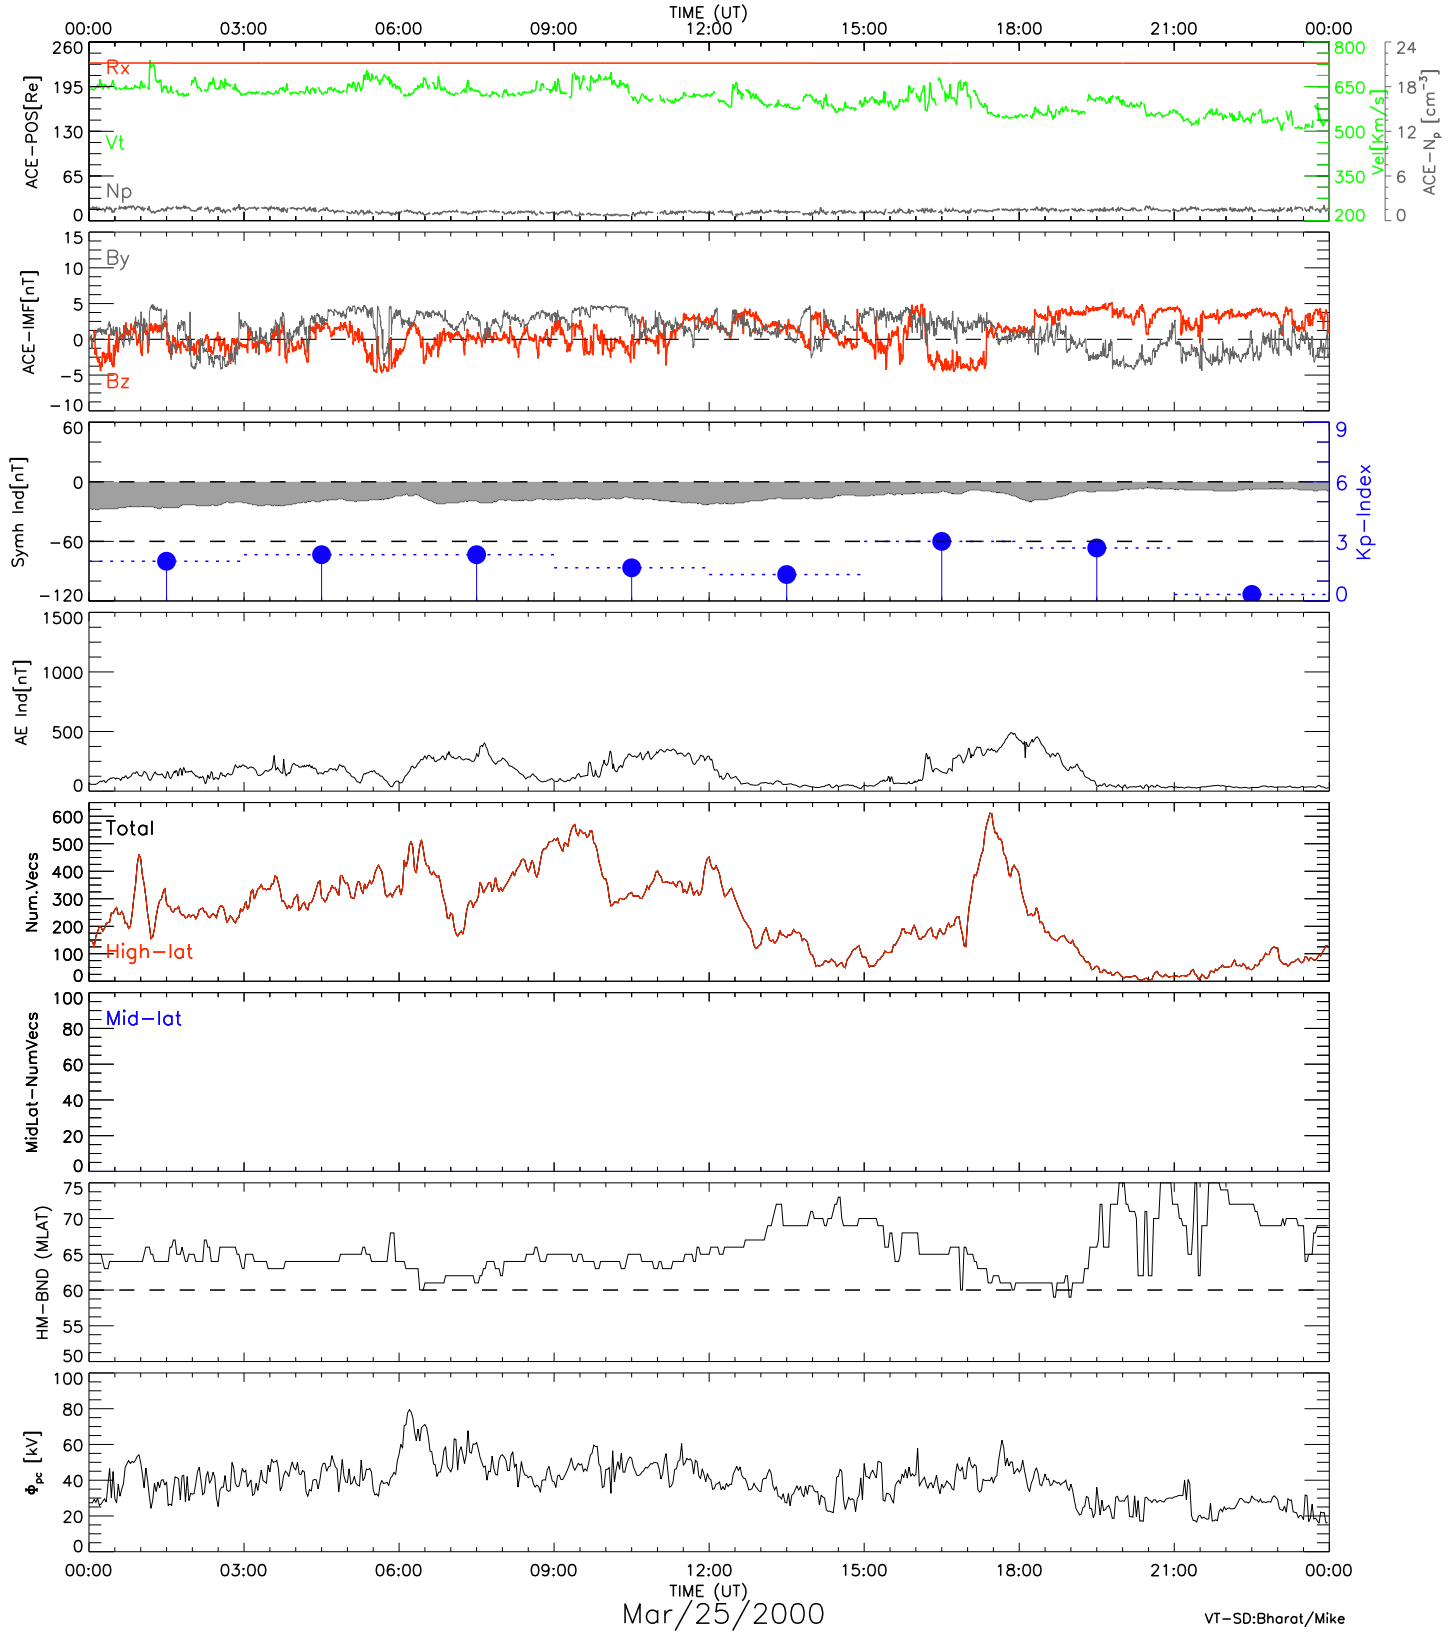 TIME (UT)
00:00 03:00 06:00 09:00 12:00 15:00 18:00 21:00 00:00
ACE-POS[Re]
260
195
130
65
0
Rx
Vt
Np
800
650
500
350
200
Vel[Km/s]
24
18
12
6
0
ACE-Np [cm-3]
ACE-IMF[nT]
15
10
5
0
-5
-10
By
Bz
Symh Ind[nT]
60
0
-60
-120
9
6
3
0
Kp-Index
AE Ind[nT]
1500
1000
500
0
Num.Vecs
600
500
400
300
200
100
0
Total
High-lat
MidLat-NumVecs
100
80
60
40
20
0
Mid-lat
HM-BND (MLAT)
75
70
65
60
55
50
Φpc [kV]
100
80
60
40
20
0
00:00 03:00 06:00 09:00 12:00 15:00 18:00 21:00 00:00
TIME (UT)
Mar/25/2000
VT-SD:Bharat/Mike